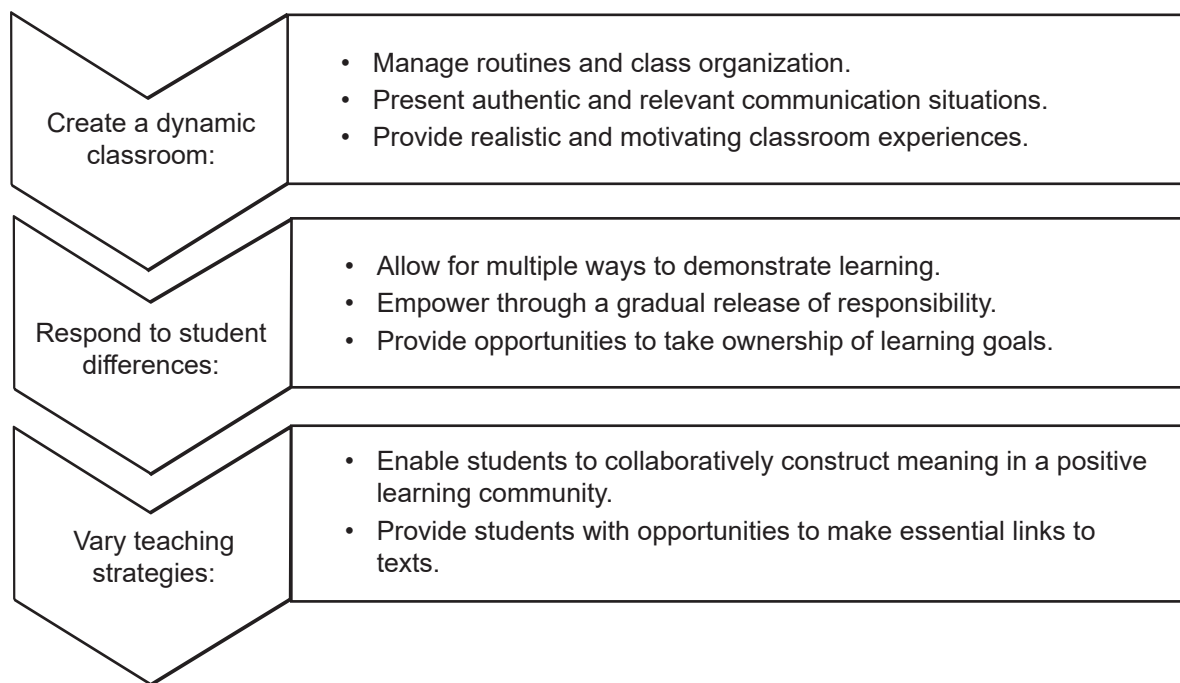 Create a dynamic
classroom:
• Manage routines and class organization.
• Present authentic and relevant communication situations.
• Provide realistic and motivating classroom experiences.
Respond to student
differences:
• Allow for multiple ways to demonstrate learning.
• Empower through a gradual release of responsibility.
• Provide opportunities to take ownership of learning goals.
Vary teaching
strategies:
• Enable students to collaboratively construct meaning in a positive
learning community.
• Provide students with opportunities to make essential links to
texts.